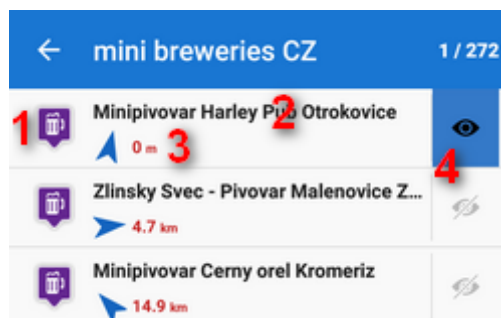 mini breweries CZ 1 / 272
1 Minipivovar Harley Pub Otrokovice 2
0 m 3
4
Zlinsky Svec - Pivovar Malenovice Z...
4.7 km
Minipivovar Cerny orel Kromeriz
14.9 km